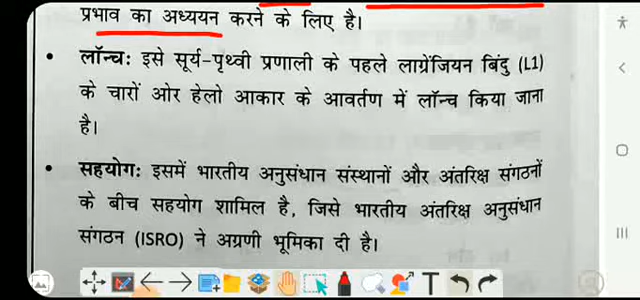 प्रभाव का अध्ययन करने के लिए है।
• लॉन्च: इसे सूर्य-पृथ्वी प्रणाली के पहले लाग्रेंजियन बिंदु (L1)
के चारों ओर हेलो आकार के आवर्तण में लॉन्च किया जाना
है।
• सहयोग: इसमें भारतीय अनुसंधान संस्थानों और अंतरिक्ष संगठनों
के बीच सहयोग शामिल है, जिसे भारतीय अंतरिक्ष अनुसंधान
संगठन (ISRO) ने अग्रणी भूमिका दी है।